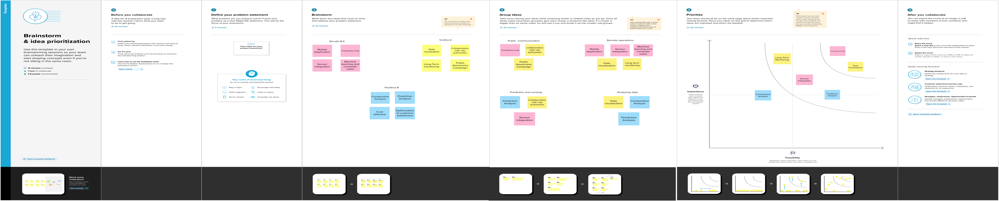 Template
Brainstorm
& idea prioritization
Use this template in your own
brainstorming sessions so your team
can unleash their imagination and
start shaping concepts even if you're
not sitting in the same room.
10 minutes to prepare
1 hour to collaborate
2-8 people recommended
Share template feedback
Need some
inspiration?
See a finished version
of this template to
kickstart your work.
Open example
Before you collaborate
A little bit of preparation goes a long way
with this session. Here's what you need
to do to get going.
10 minutes
A
Team gathering
Define who should participate in the session and send an
invite. Share relevant information or pre-work ahead.
B
Set the goal
Think about the problem you'll be focusing on solving in
the brainstorming session.
C
Learn how to use the facilitation tools
Use the Facilitation Superpowers to run a happy and
productive session.
Open article
1
Define your problem statement
What problem are you trying to solve? Frame your
problem as a How Might We statement. This will be the
focus of your brainstorm.
5 minutes
PROBLEM
How might we [your
problem statement]?
Key rules of brainstorming
To run an smooth and productive session
Stay in topic.
Encourage wild ideas.
Defer judgment.
Listen to others.
Go for volume.
If possible, be visual.
2
Brainstorm
Write down any ideas that come to mind
that address your problem statement.
10 minutes
TIP
You can select a sticky note
and hit the pencil [switch to
sketch] icon to start drawing!
Shruthi B K
Mobile
Application
Crowdsourcing
Sensor
integration
Machine
learning and
computer
vision
Vinitha K
Data
visulization
Collaboration
with city
authorities
Long-Term
monitoring
Public
Awareness
Campaign
Pavithra B
Comparative
Analysis
Predictive
Analysis
Cost
effective
Optimization
of customer
satisfaction
3
Group ideas
Take turns sharing your ideas while clustering similar or related notes as you go. Once all
sticky notes have been grouped, give each cluster a sentence-like label. If a cluster is
bigger than six sticky notes, try and see if you and break it up into smaller sub-groups.
20 minutes
TIP
Add customizable tags to sticky
notes to make it easier to find,
browse, organize, and
categorize important ideas as
themes within your mural.
Public Communication
Crowdsourcing
collaboration
with city
authorities
Public
Awareness
Campaign
Remote operations
Mobile
Application
Sensor
Integration
Machine
learning and
computer
vision
Data
visualization
Long term
monitoring
Prediction and sensing
Predictive
Analysis
Collaboration
with city
authorities
Sensor
integration
Analyzing data
Data
visualization
Comparative
Analysis
Predictive
Analysis
4
Prioritize
Your team should all be on the same page about what's important
moving forward. Place your ideas on this grid to determine which
ideas are important and which are feasible.
20 minutes
TIP
Participants can use their
cursors to point at where
sticky notes should go on
the grid. The facilitator can
confirm the spot by using
the laser pointer holding the
H key on the keyboard.
Importance
If each of these
tasks could get
done without any
difficulty or cost,
which would have
the most positive
impact?
Long Term
Monitoring
Crowdsourcing
Data
Visulaiztaion
Sensor
integration
Comparative
Analysis
Predictive
Analysis
Feasibility
Regardless of their importance, which tasks are more
feasible than others? (Cost, time, effort, complexity, etc.)
After you collaborate
You can export the mural as an image or pdf
to share with members of your company who
might find it helpful.
Quick add-ons
A
Share the mural
Share a view link to the mural with stakeholders to keep
them in the loop about the outcomes of the session.
B
Export the mural
Export a copy of the mural as a PNG or PDF to attach to
emails, include in slides, or save in your drive.
Keep moving forward
Strategy blueprint
Define the components of a new idea or
strategy.
Open the template
Customer experience journey map
Understand customer needs, motivations, and
obstacles for an experience.
Open the template
Strengths, weaknesses, opportunities & threats
Identify strengths, weaknesses, opportunities,
and threats (SWOT) to develop a plan.
Open the template
Share template feedback